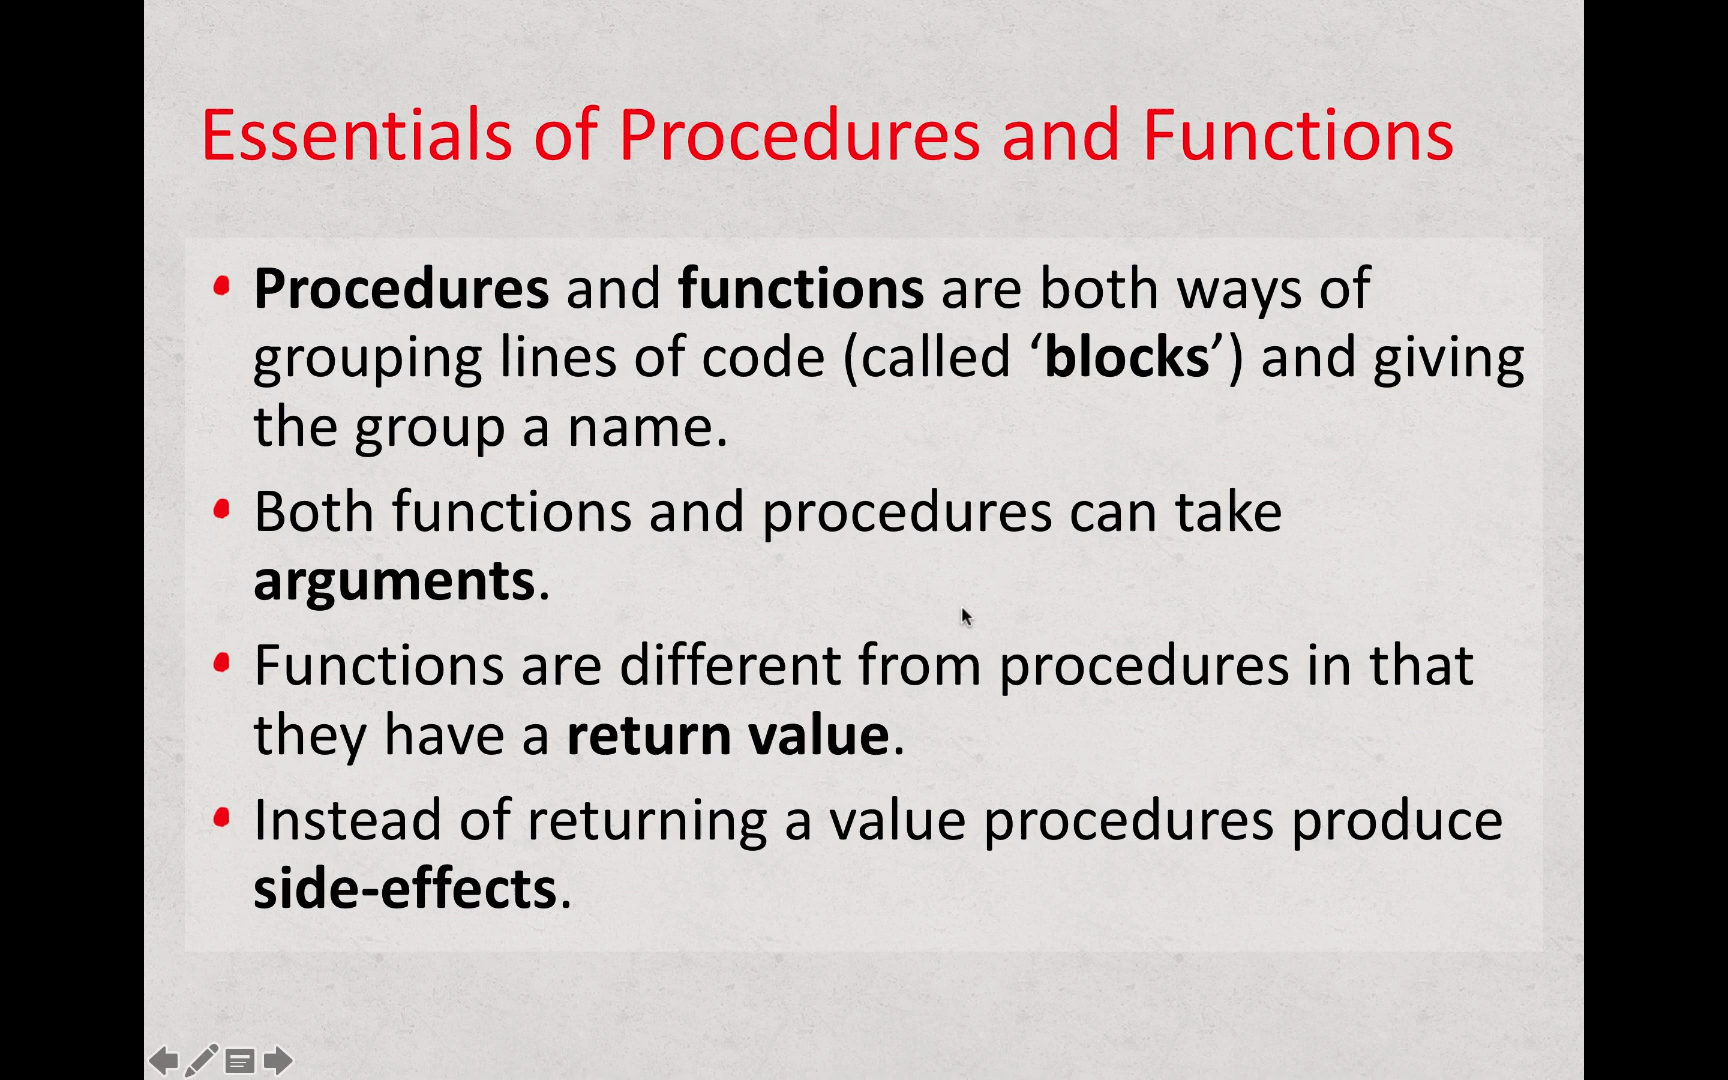 Essentials of Procedures and Functions
• Procedures and functions are both ways of
grouping lines of code (called ‘blocks’) and giving
the group a name.
• Both functions and procedures can take
arguments.
• Functions are different from procedures in that
they have a return value.
• Instead of returning a value procedures produce
side-effects.